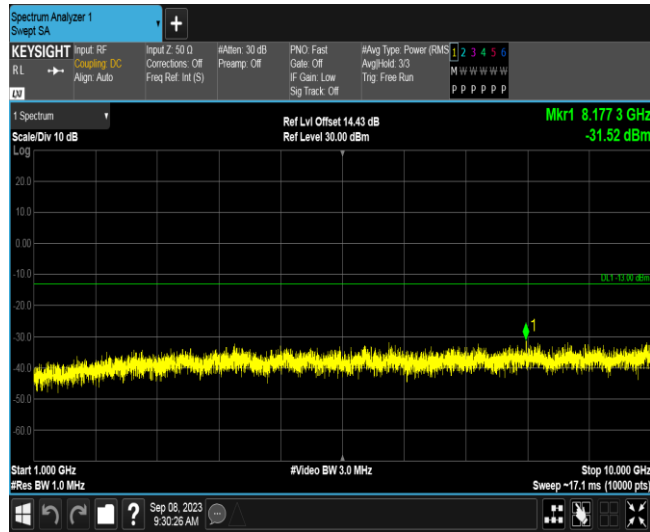 Spectrum Analyzer 1
Swept SA
+
KEYSIGHT
RL
LXI
Input: RF
Coupling: DC
Align: Auto
Input Z: 50 Ω
Corrections: Off
Freq Ref: Int (S)
#Atten: 30 dB
Preamp: Off
PNO: Fast
Gate: Off
IF Gain: Low
Sig Track: Off
#Avg Type: Power (RMS
Avg|Hold: 3/3
Trig: Free Run
1 2 3 4 5 6
M W W W W W
P P P P P P
1 Spectrum
Scale/Div 10 dB
Log
Ref Lvl Offset 14.43 dB
Ref Level 30.00 dBm
Mkr1 8.177 3 GHz
-31.52 dBm
20.0
10.0
0.00
-10.0
DL1 -13.00 dBm
-20.0
-30.0
1
-40.0
-50.0
-60.0
Start 1.000 GHz
#Res BW 1.0 MHz
#Video BW 3.0 MHz
Stop 10.000 GHz
Sweep ~17.1 ms (10000 pts)
?
Sep 08, 2023
9:30:26 AM